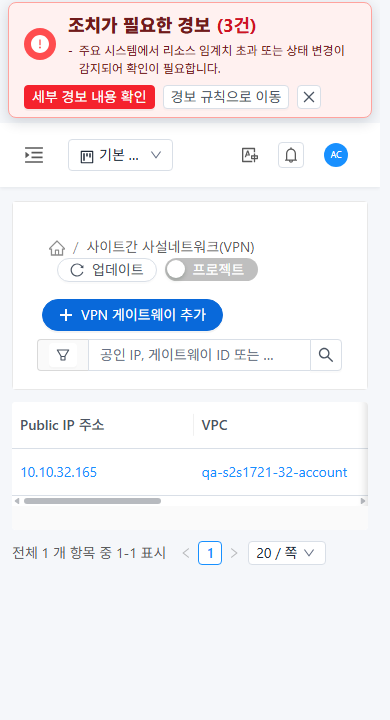 조치가 필요한 경보 (3건)
- 주요 시스템에서 리소스 임계치 초과 또는 상태 변경이
감지되어 확인이 필요합니다.
세부 경보 내용 확인 경보 규칙으로 이동
기본 ... AC
/ 사이트간 사설네트워크(VPN)
업데이트 프로젝트
VPN 게이트웨이 추가
공인 IP, 게이트웨이 ID 또는 ...
Public IP 주소 VPC
10.10.32.165 qa-s2s1721-32-account
전체 1 개 항목 중 1-1 표시 1 20 / 쪽